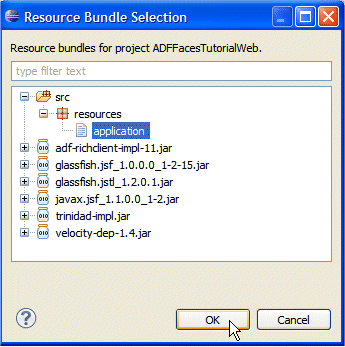 Resource Bundle Selection
Resource bundles for project ADFFacesTutorialWeb.
type filter text
src
resources
application
adf-richclient-impl-11.jar
glassfish.jsf_1.0.0.0_1-2-15.jar
glassfish.jstl_1.2.0.1.jar
javax.jsf_1.1.0.0_1-2.jar
trinidad-impl.jar
velocity-dep-1.4.jar
OK Cancel